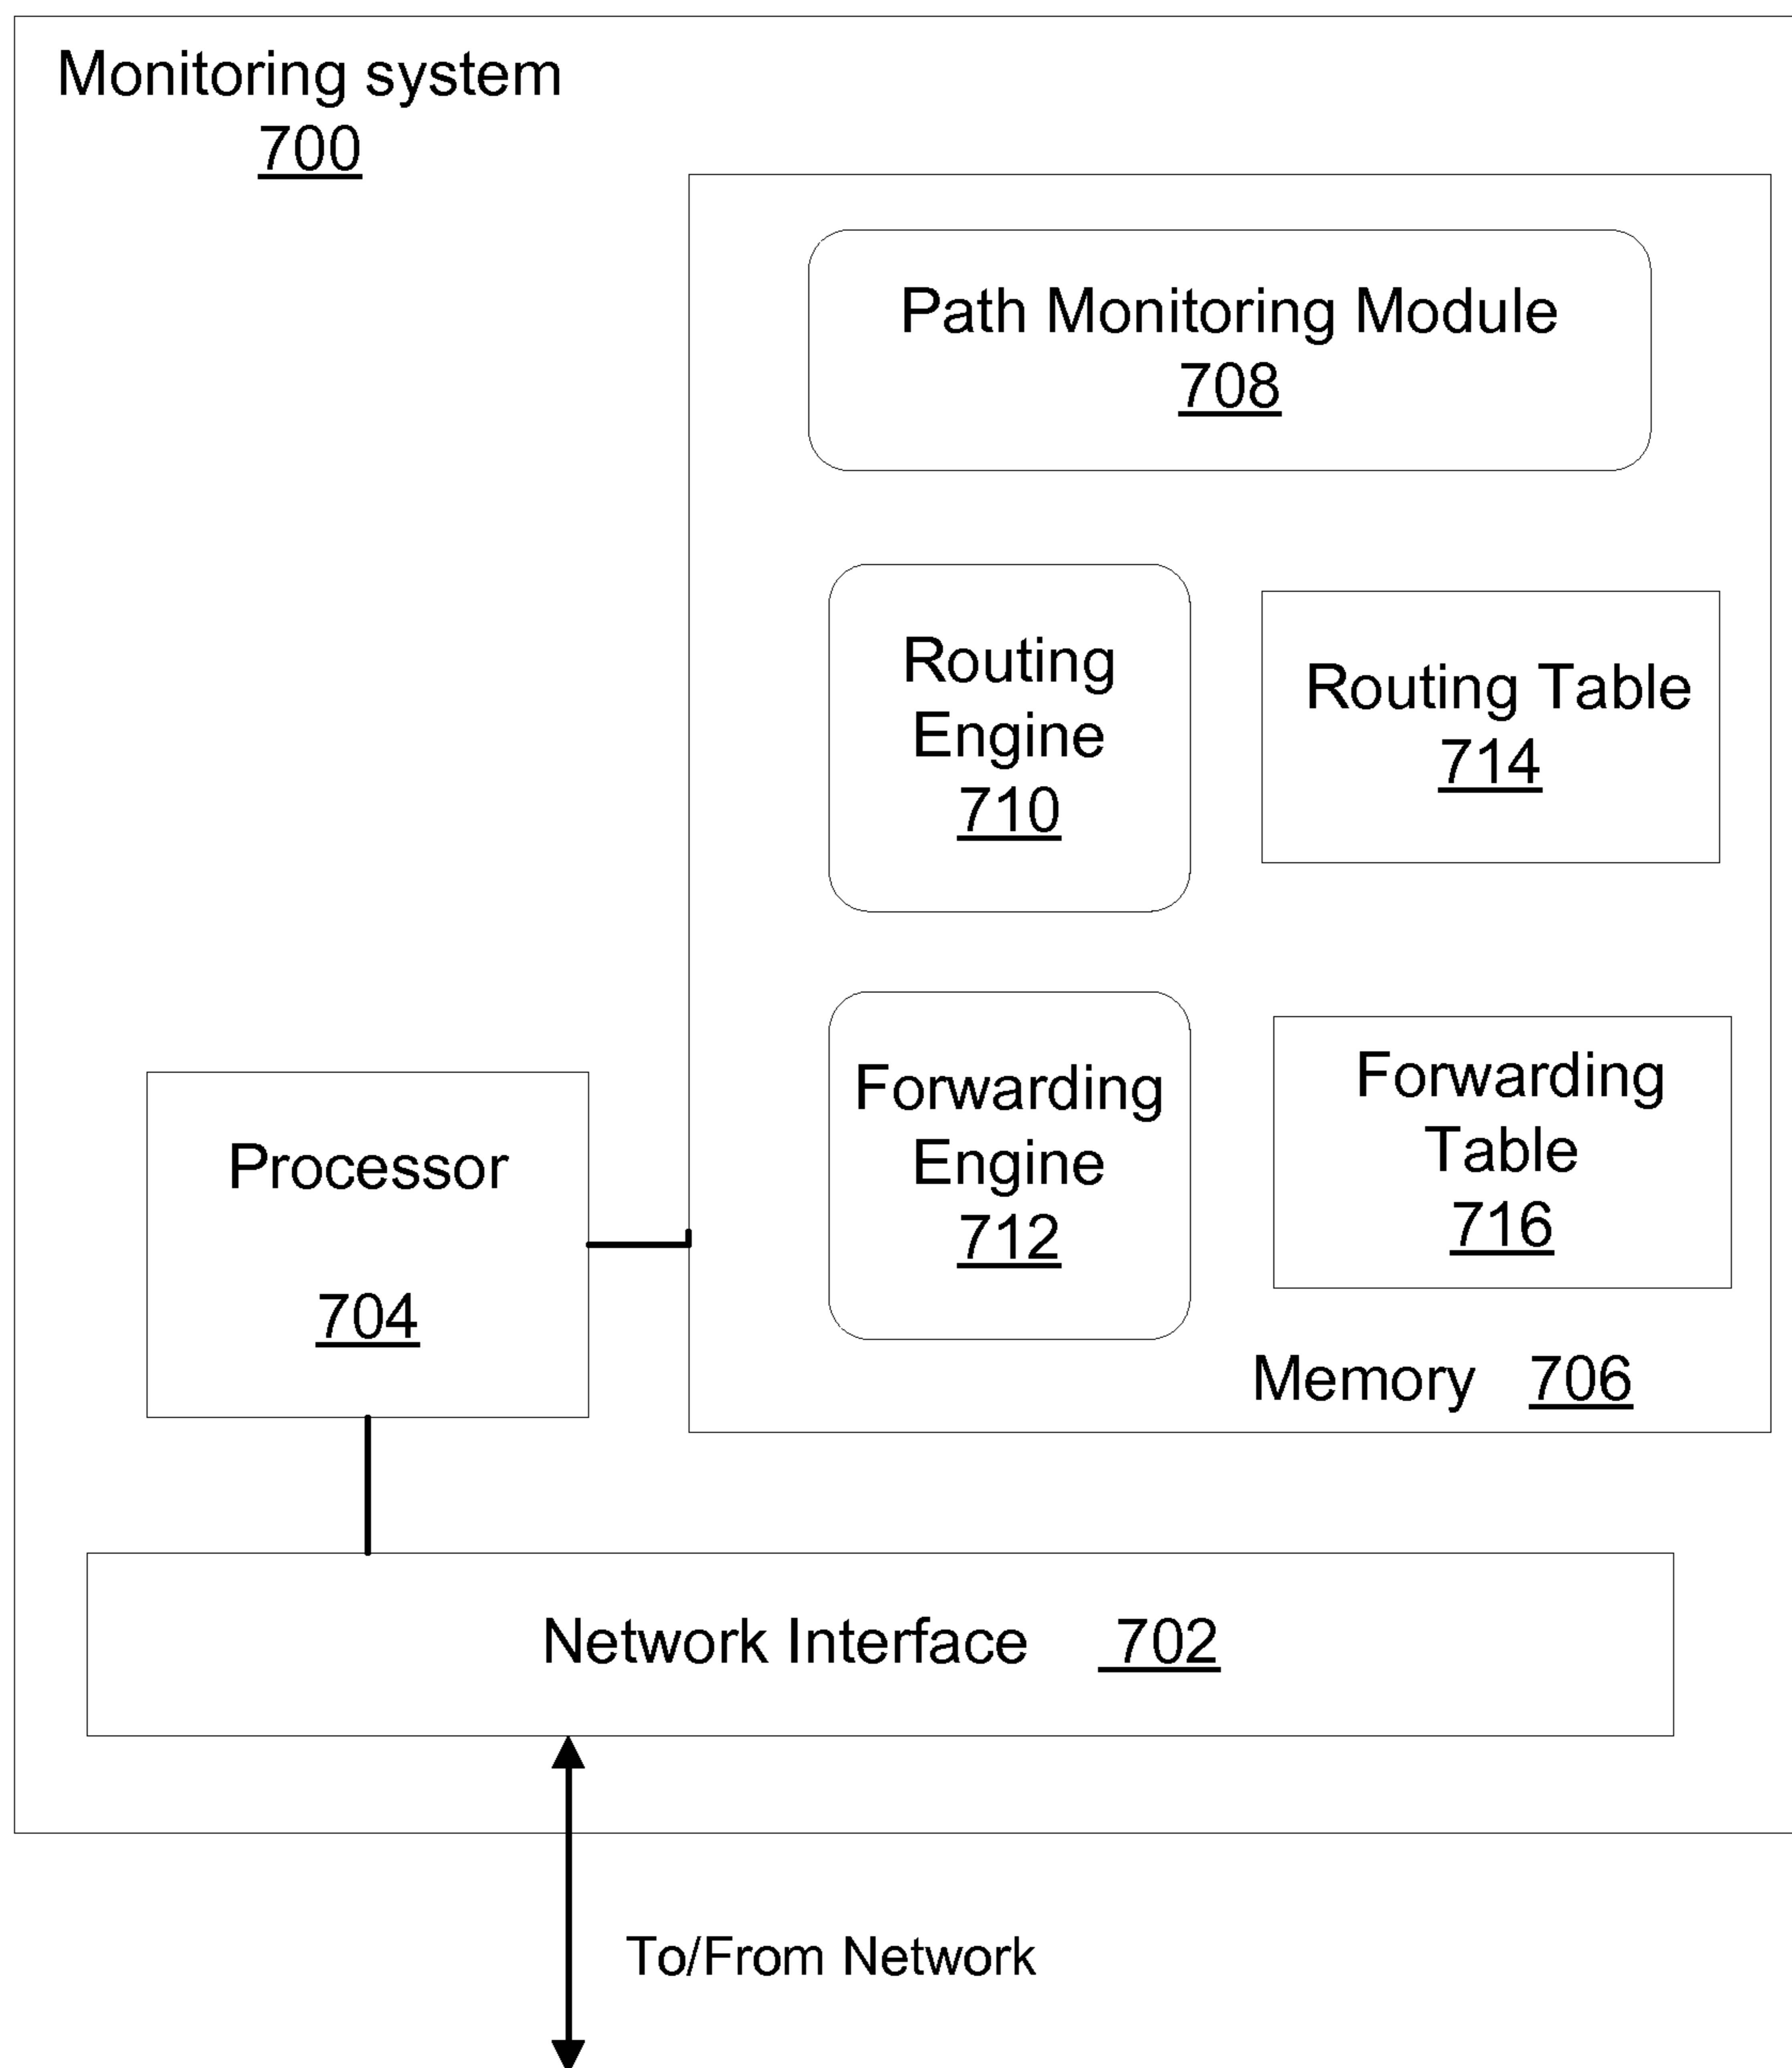 Monitoring system
700
Path Monitoring Module
708
Routing
Engine
710
Routing Table
714
Forwarding
Engine
712
Forwarding
Table
716
Memory 706
Processor
704
Network Interface 702
To/From Network